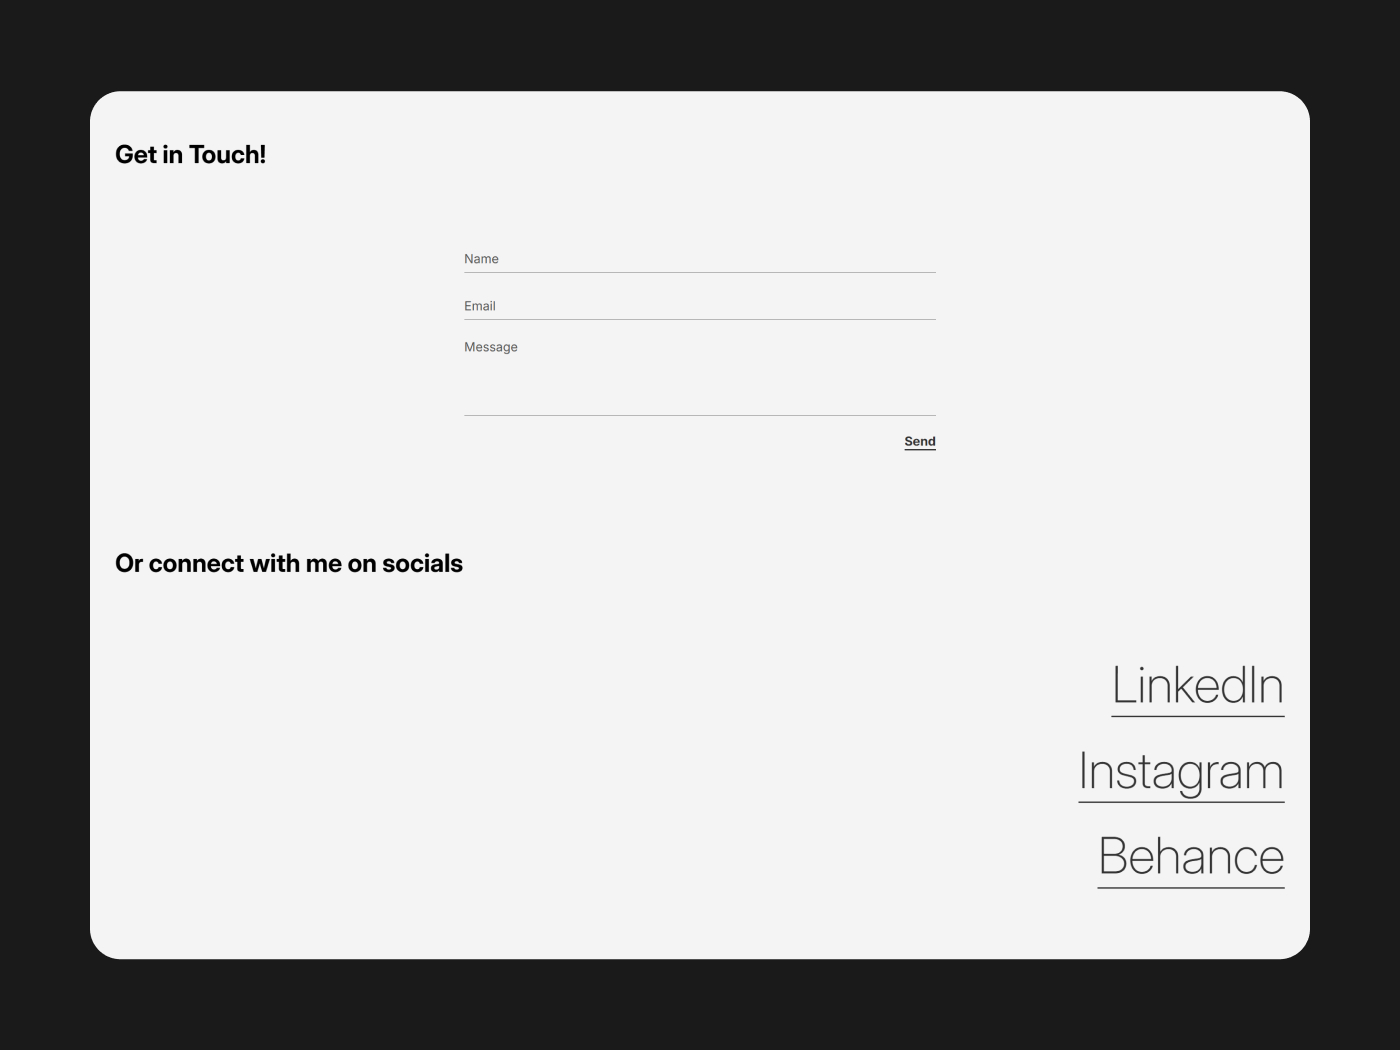 Get in Touch!
Name
Email
Message
Send
Or connect with me on socials
LinkedIn
Instagram
Behance